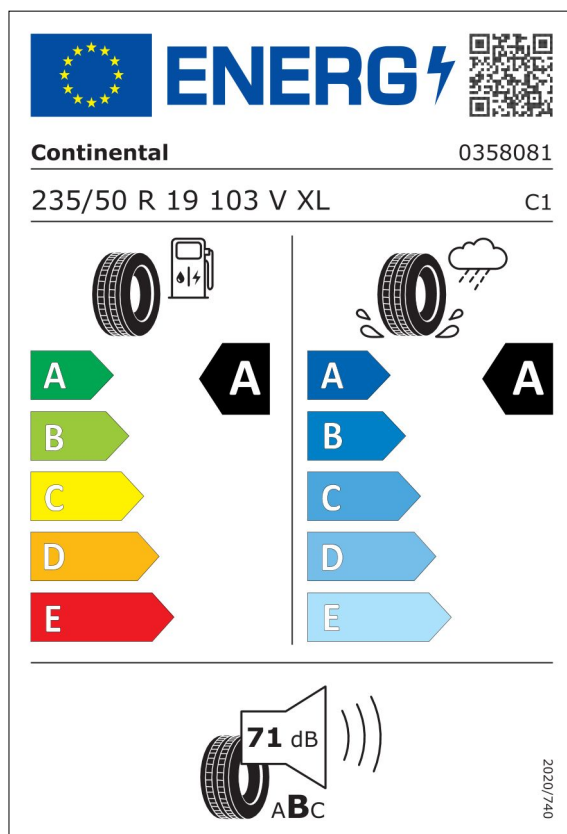 ENERG
Continental 0358081
235/50 R 19 103 V XL C1
A A A A
B B
C C
D D
E E
71 dB
ABC
2020/740